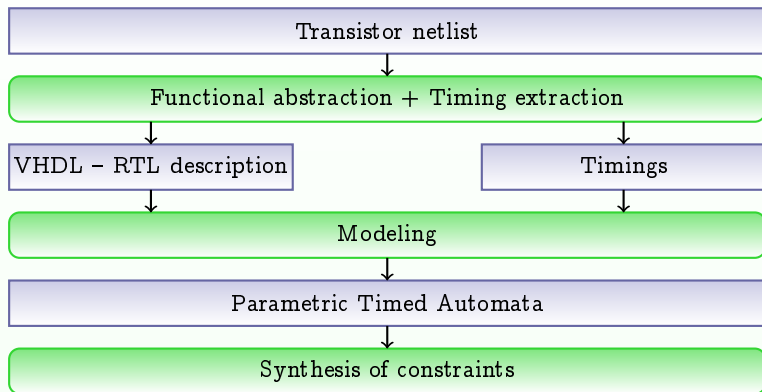 Transistor netlist
Functional abstraction + Timing extraction
VHDL – RTL description
Timings
Modeling
Parametric Timed Automata
Synthesis of constraints